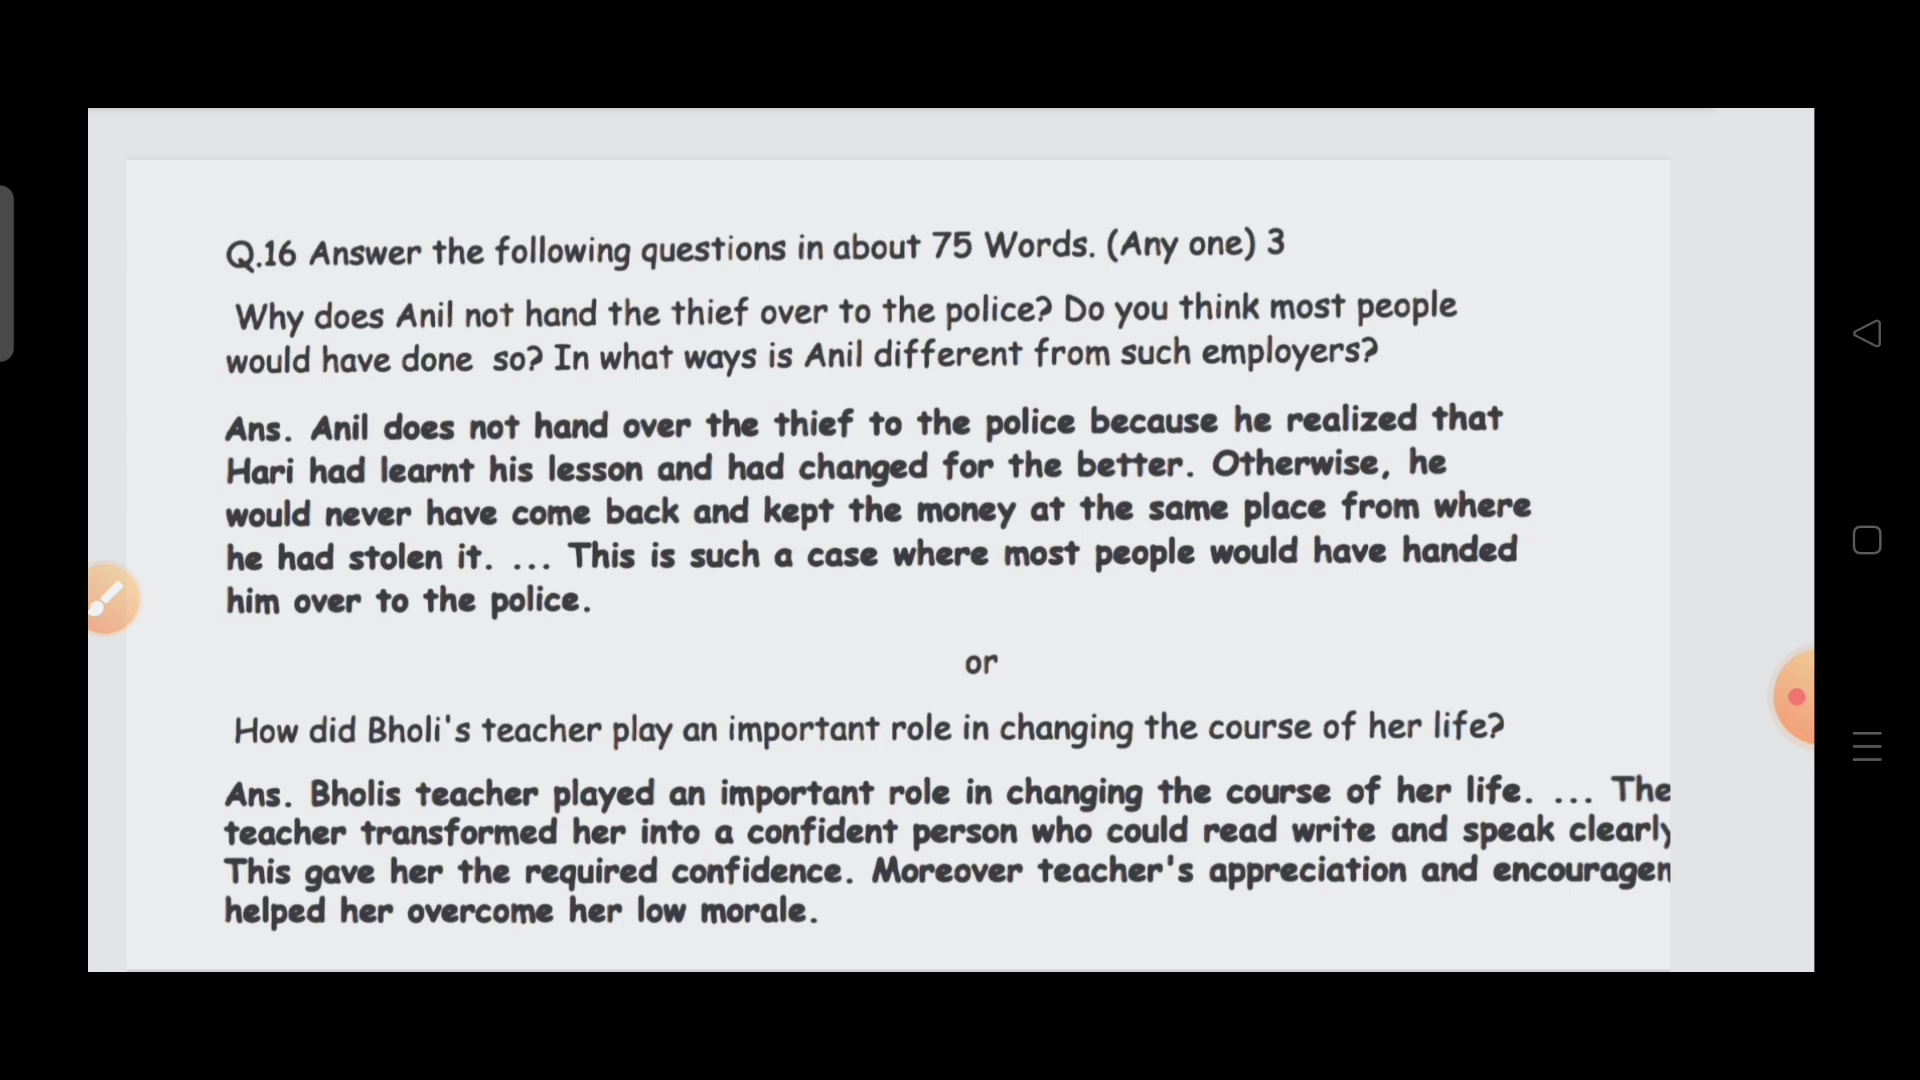 Q.16 Answer the following questions in about 75 Words. (Any one) 3
Why does Anil not hand the thief over to the police? Do you think most people
would have done so? In what ways is Anil different from such employers?
Ans. Anil does not hand over the thief to the police because he realized that
Hari had learnt his lesson and had changed for the better. Otherwise, he
would never have come back and kept the money at the same place from where
he had stolen it. ... This is such a case where most people would have handed
him over to the police.
or
How did Bholi's teacher play an important role in changing the course of her life?
Ans. Bholis teacher played an important role in changing the course of her life. ... The
teacher transformed her into a confident person who could read write and speak clearly
This gave her the required confidence. Moreover teacher's appreciation and
helped her overcome her low morale.